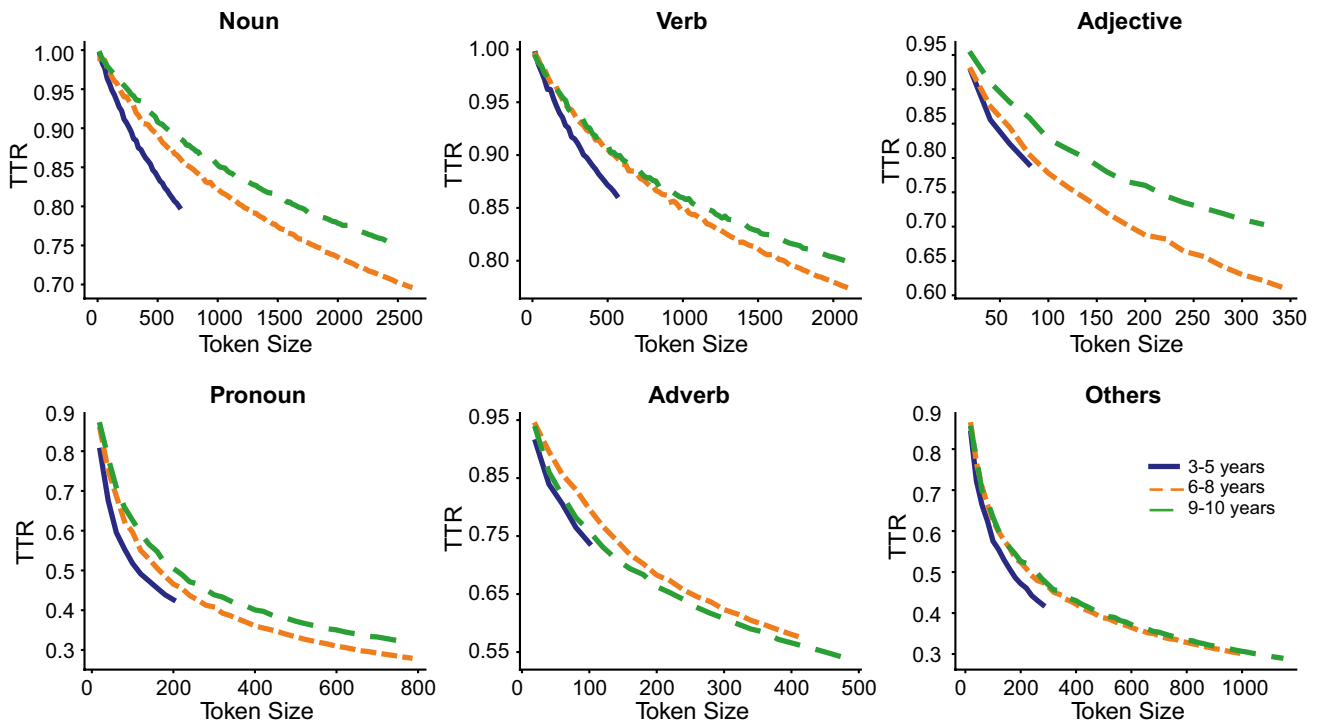 Noun
Verb
Adjective
1.00
0.95
0.90
0.85
0.80
0.75
0.70
TTR
0 500 1000 1500 2000 2500
Token Size
1.00
0.95
0.90
0.85
0.80
TTR
0 500 1000 1500 2000
Token Size
0.95
0.90
0.85
0.80
0.75
0.70
0.65
0.60
TTR
50 100 150 200 250 300 350
Token Size
Pronoun
Adverb
Others
0.9
0.8
0.7
0.6
0.5
0.4
0.3
TTR
0 200 400 600 800
Token Size
0.95
0.85
0.75
0.65
0.55
TTR
0 100 200 300 400 500
Token Size
0.9
0.8
0.7
0.6
0.5
0.4
0.3
TTR
3-5 years
6-8 years
9-10 years
0 200 400 600 800 1000
Token Size